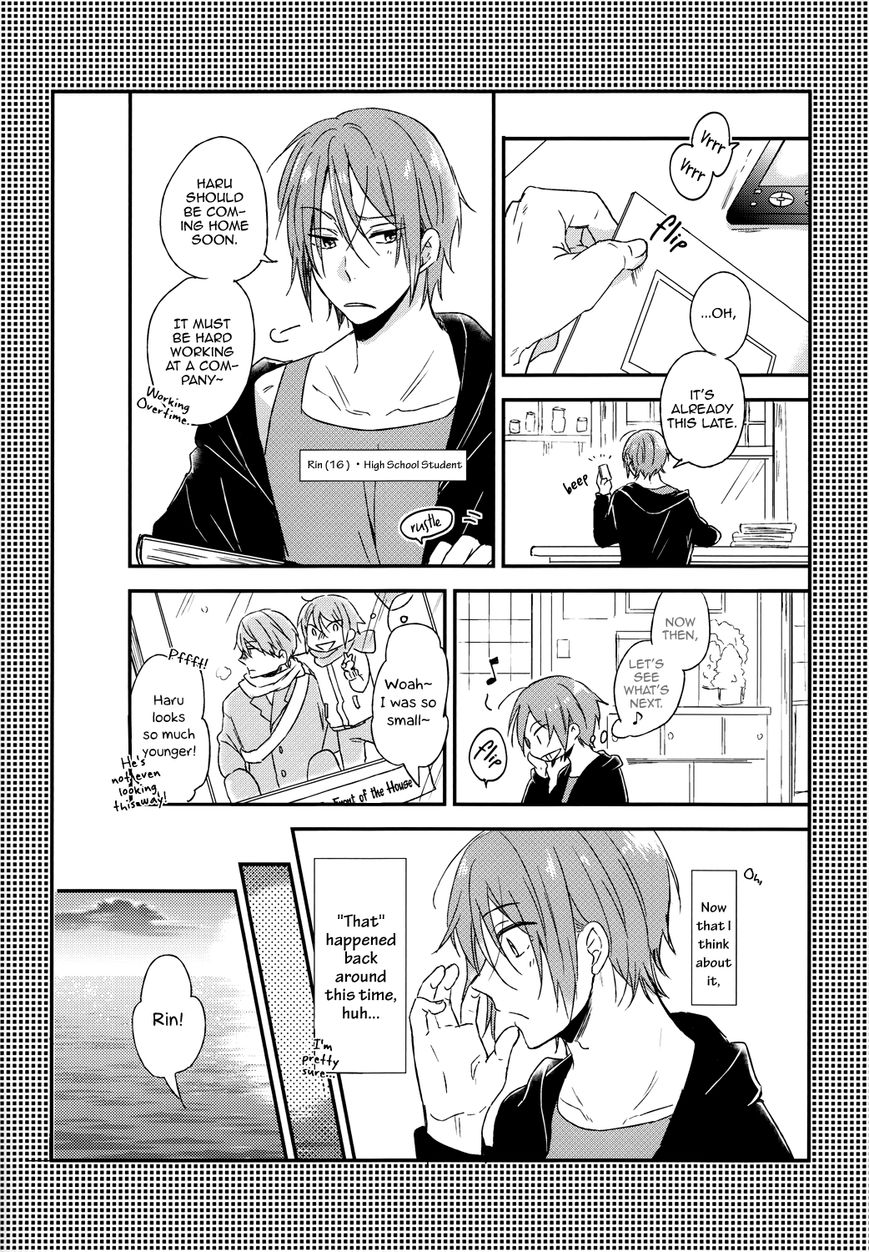 Vrrr
Vrrr
flip
...OH,
IT'S
ALREADY
THIS LATE.
beep
HARU
SHOULD
BE COM-
ING HOME
SOON.
IT MUST
BE HARD
WORKING
AT A COM-
PANY~
Working
Overtime...
Rin (16) • High School Student
rustle
NOW
THEN,
LET'S
SEE
WHAT'S
NEXT.
♪
♪
flip
Woah~
I was so
small~
Pffft!
Haru
looks
so much
younger!
He's
not even
looking
this way!
Front of the House
Oh,
Now
that I
think
about
it,
"That"
happened
back
around
this time,
huh...
I'm
pretty
sure...
Rin!